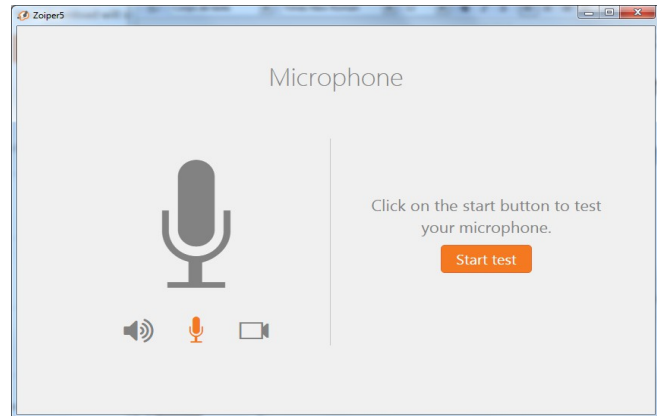 Zoiper5
Microphone
Click on the start button to test
your microphone.
Start test